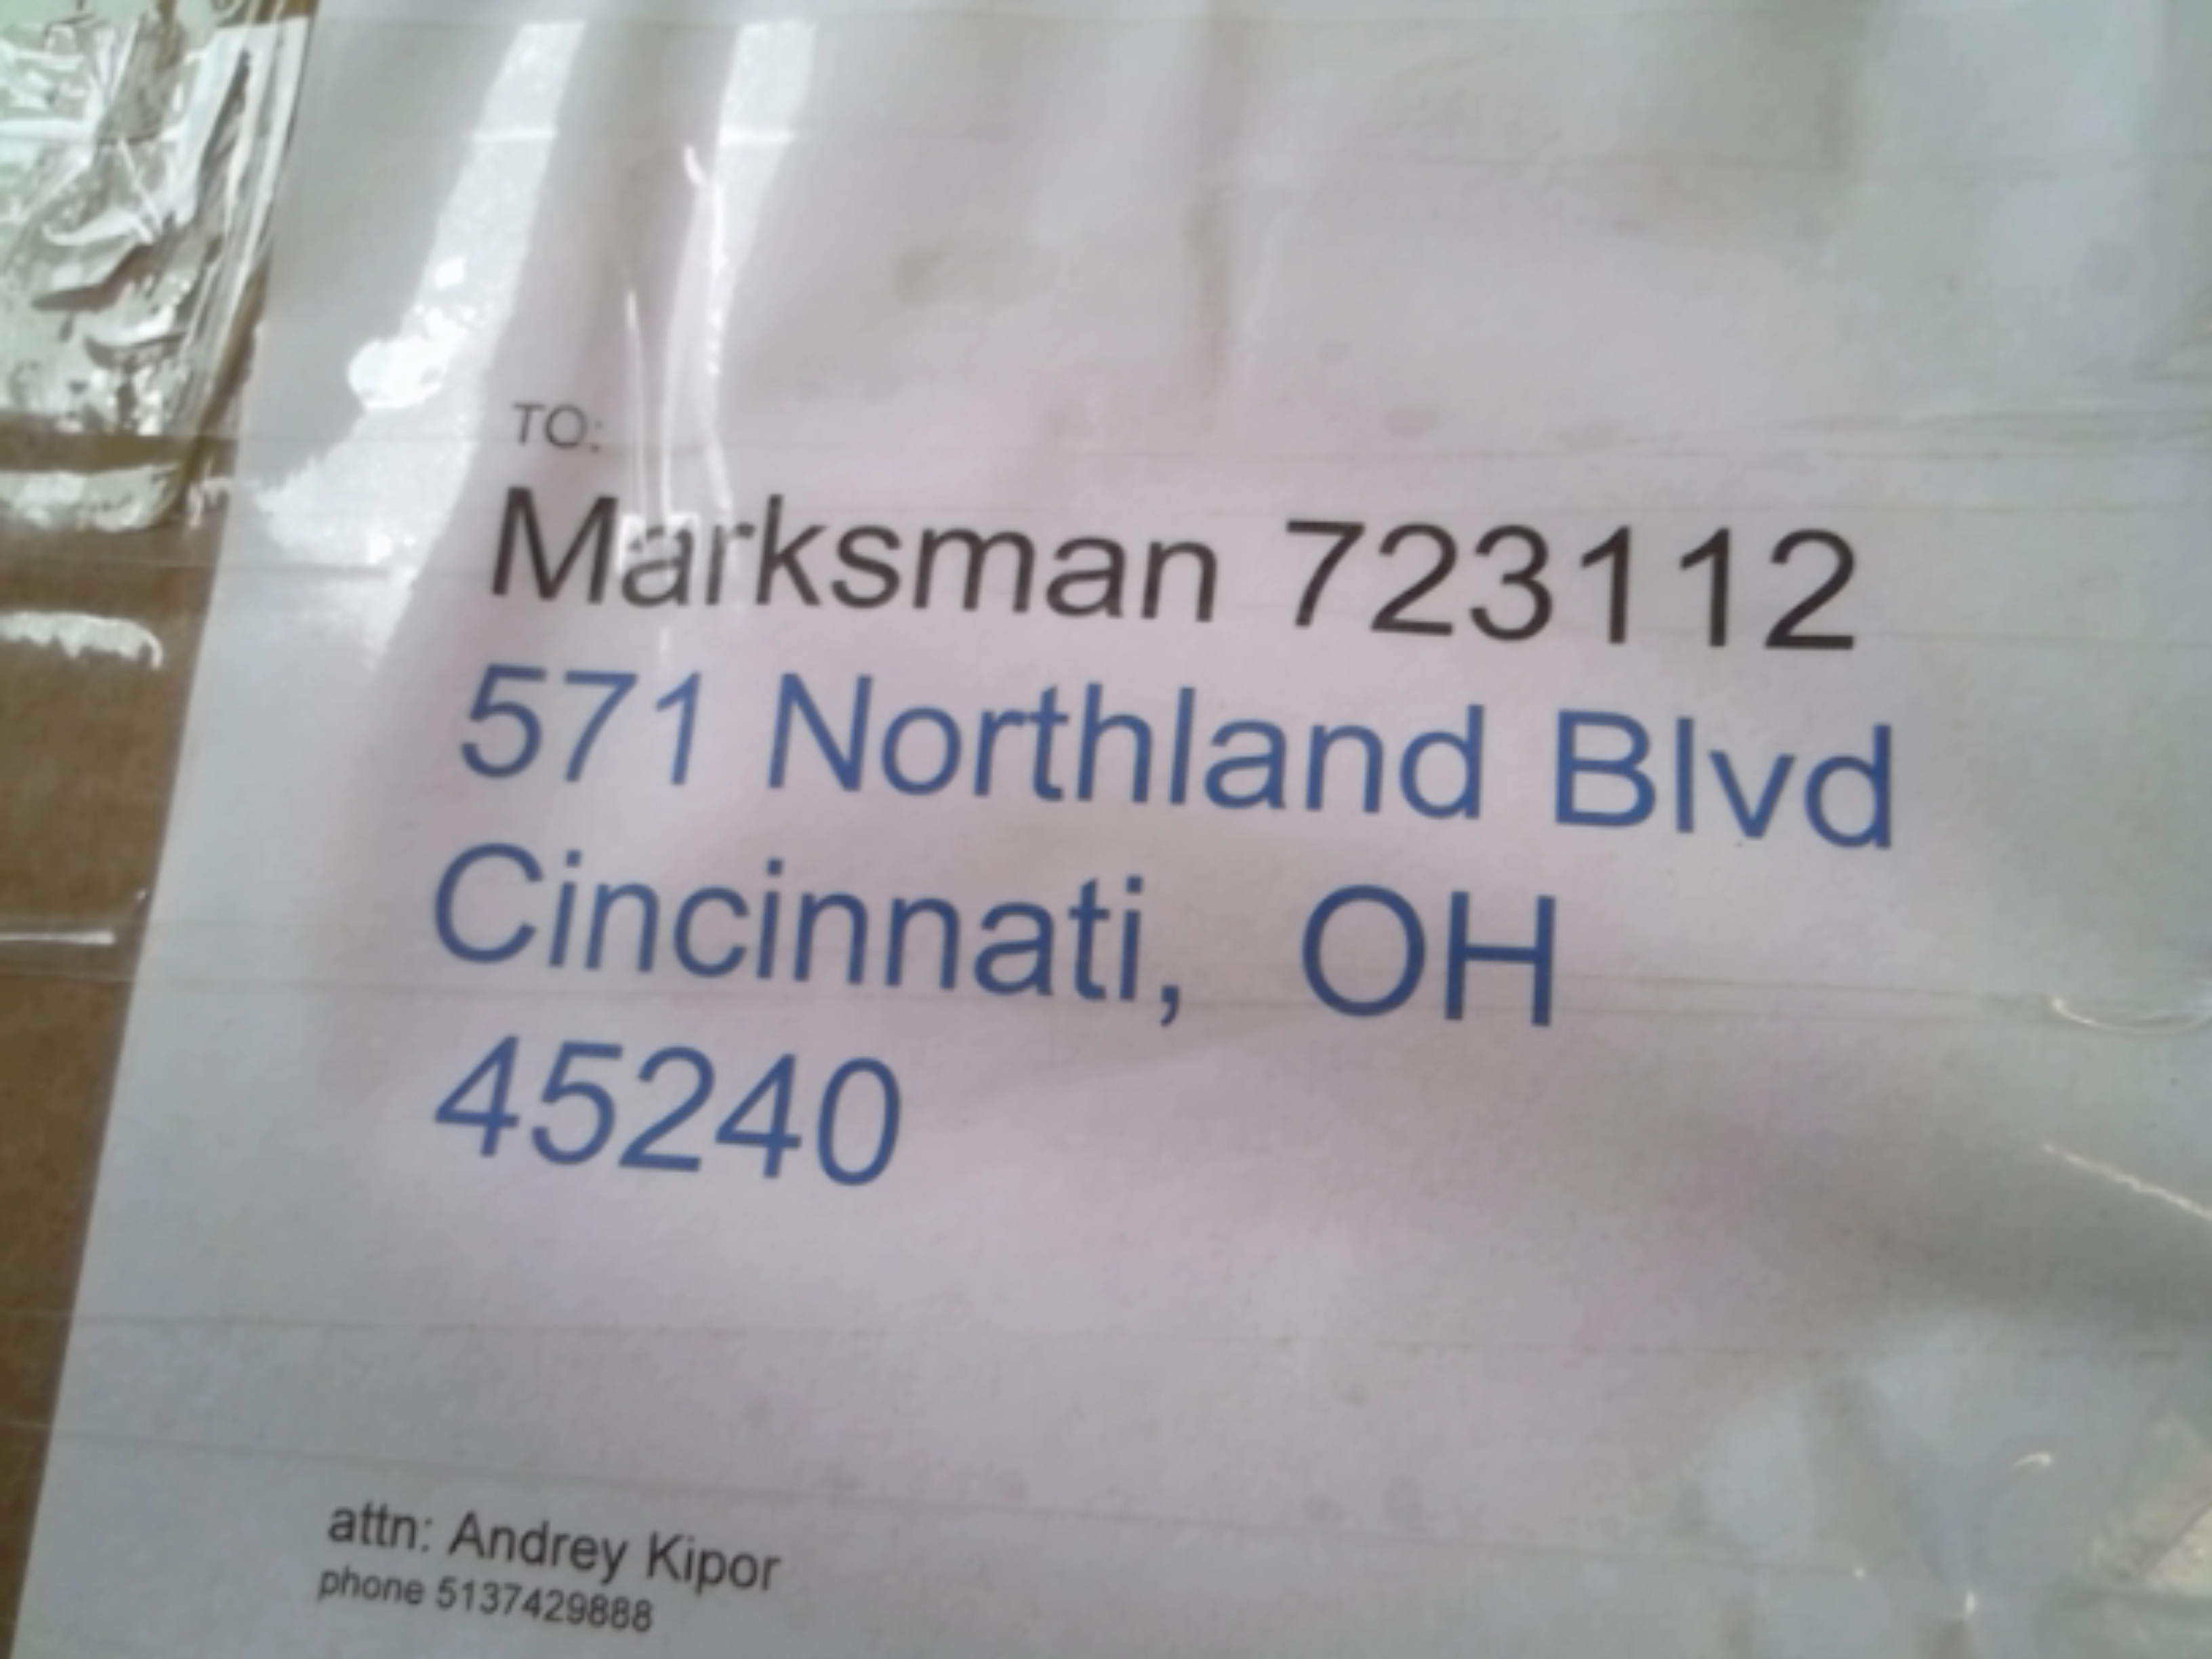 TO:
Marksman 723112
571 Northland Blvd
Cincinnati, OH
45240
attn: Andrey Kipor
phone 5137429888